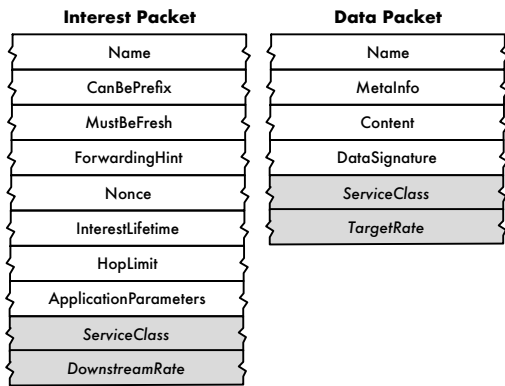 Interest Packet
Name
CanBePrefix
MustBeFresh
ForwardingHint
Nonce
InterestLifetime
HopLimit
ApplicationParameters
ServiceClass
DownstreamRate
Data Packet
Name
MetaInfo
Content
DataSignature
ServiceClass
TargetRate